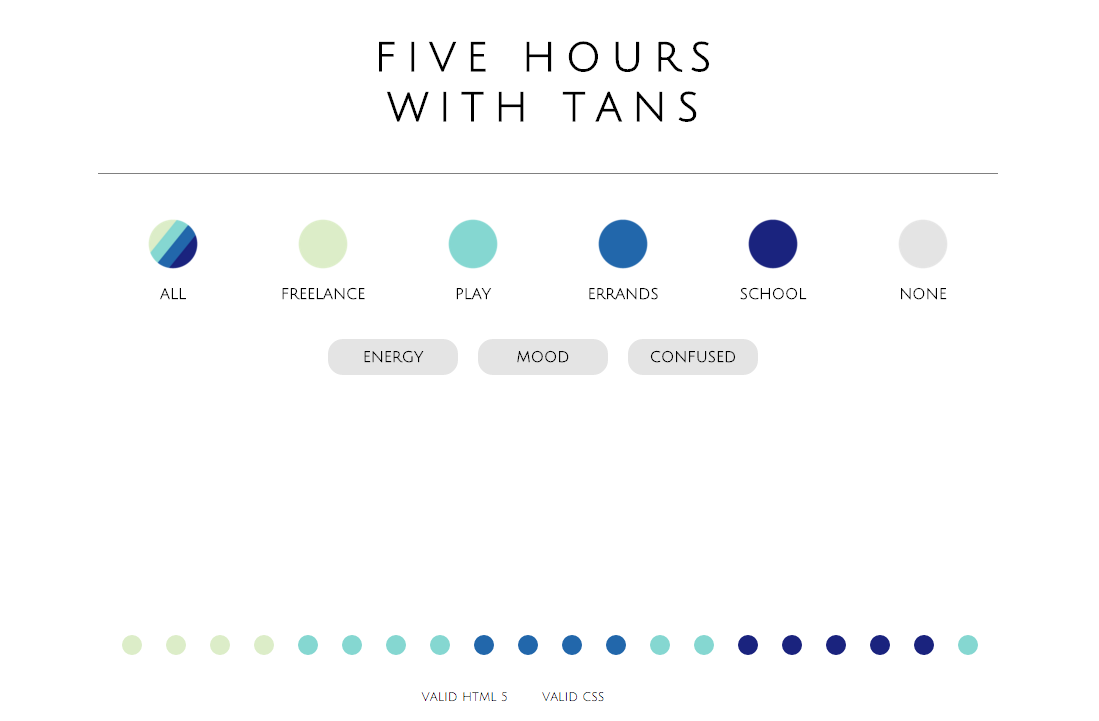 FIVE HOURS
WITH TANS
ALL FREELANCE PLAY ERRANDS SCHOOL NONE
ENERGY MOOD CONFUSED
VALID HTML 5 VALID CSS